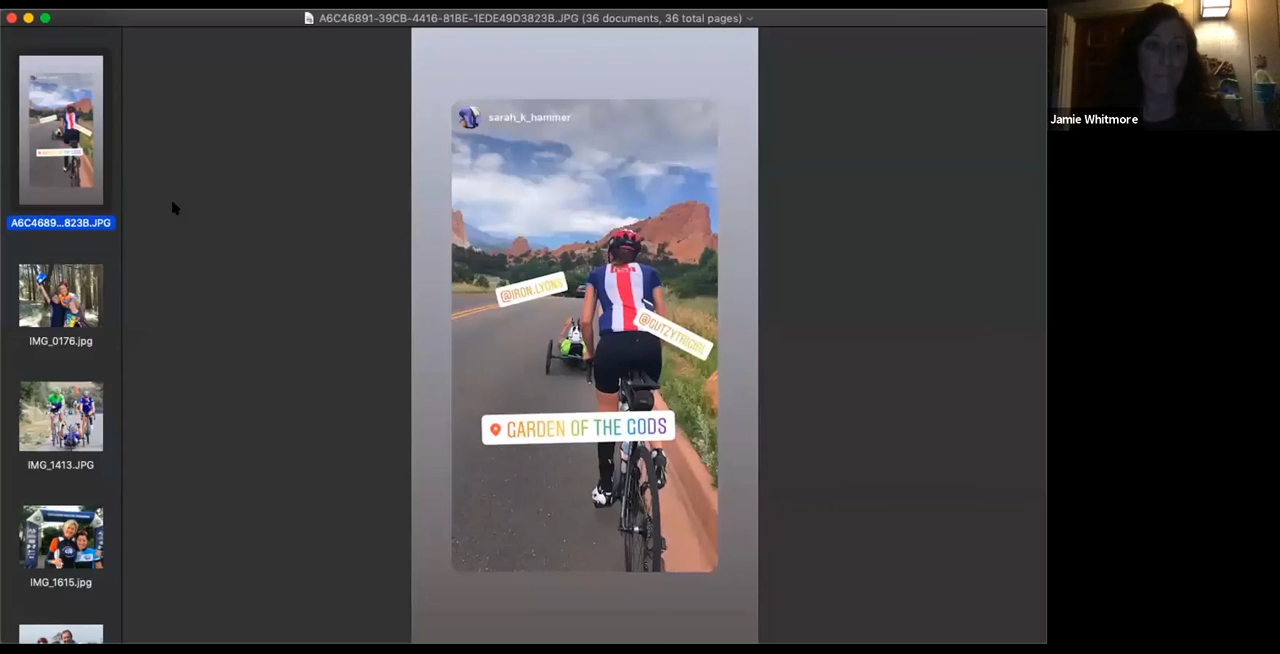 A6C46891-39CB-4416-81BE-1EDE49D3823B.JPG (36 documents, 36 total pages)
A6C4689...823B.JPG
IMG_0176.jpg
IMG_1413.JPG
IMG_1615.jpg
sarah_k_hammer
@IRON.LYONS
@GUTZYTRIGIRL
GARDEN OF THE GODS
Jamie Whitmore